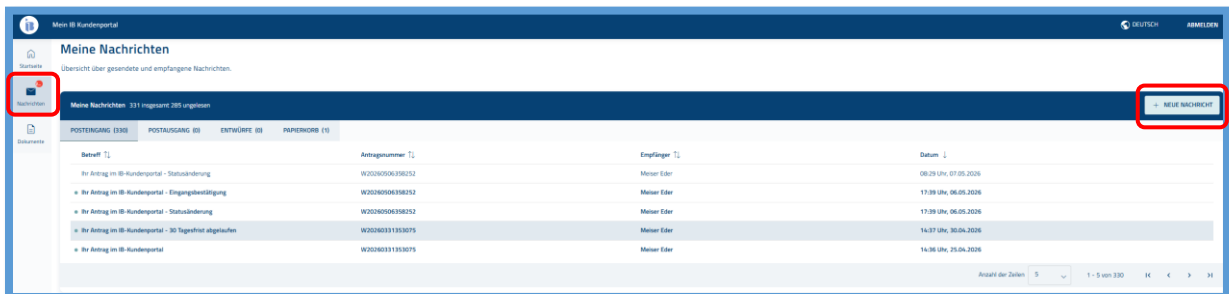 iB Mein IB Kundenportal DEUTSCH ABMELDEN
Startseite
Nachrichten
Dokumente
Meine Nachrichten
Übersicht über gesendete und empfangene Nachrichten.
Meine Nachrichten 331 insgesamt 285 ungelesen + NEUE NACHRICHT
POSTEINGANG (330) POSTAUSGANG (0) ENTWÜRFE (0) PAPIERKORB (1)
Betreff Antragsnummer Empfänger Datum
Ihr Antrag im IB-Kundenportal - Statusänderung W20260506358252 Meiser Eder 08:29 Uhr, 07.05.2026
Ihr Antrag im IB-Kundenportal - Eingangsbestätigung W20260506358252 Meiser Eder 17:39 Uhr, 06.05.2026
Ihr Antrag im IB-Kundenportal - Statusänderung W20260506358252 Meiser Eder 17:39 Uhr, 06.05.2026
Ihr Antrag im IB-Kundenportal - 30 Tagesfrist abgelaufen W20260331353075 Meiser Eder 14:37 Uhr, 30.04.2026
Ihr Antrag im IB-Kundenportal W20260331353075 Meiser Eder 14:36 Uhr, 25.04.2026
Anzahl der Zeilen 5 1 - 5 von 330